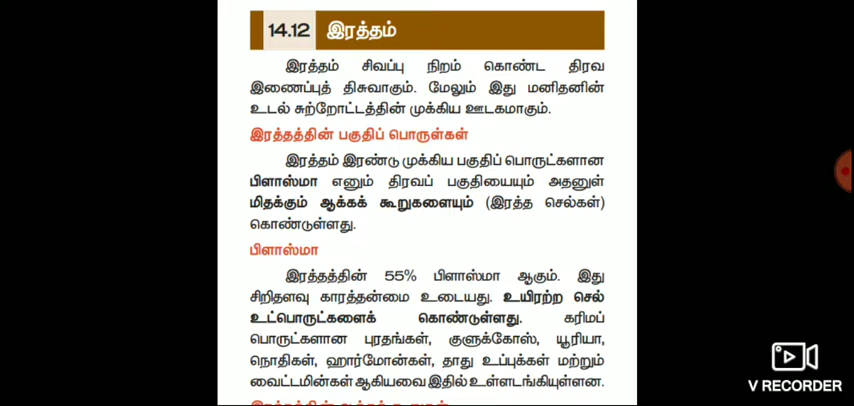 14.12 இரத்தம்
இரத்தம் சிவப்பு நிறம் கொண்ட திரவ
இணைப்புத் திசுவாகும். மேலும் இது மனிதனின்
உடல் சுற்றோட்டத்தின் முக்கிய ஊடகமாகும்.
இரத்தத்தின் பகுதிப் பொருள்கள்
இரத்தம் இரண்டு முக்கிய பகுதிப் பொருட்களான
பிளாஸ்மா எனும் திரவப் பகுதியையும் அதனுள்
மிதக்கும் ஆக்கக் கூறுகளையும் (இரத்த செல்கள்)
கொண்டுள்ளது.
பிளாஸ்மா
இரத்தத்தின் 55% பிளாஸ்மா ஆகும். இது
சிறிதளவு காரத்தன்மை உடையது. உயிரற்ற செல்
உட்பொருட்களைக் கொண்டுள்ளது. கரிமப்
பொருட்களான புரதங்கள், குளுக்கோஸ், யூரியா,
நொதிகள், ஹார்மோன்கள், தாது உப்புக்கள் மற்றும்
வைட்டமின்கள் ஆகியவை இதில் உள்ளடங்கியுள்ளன.
V RECORDER